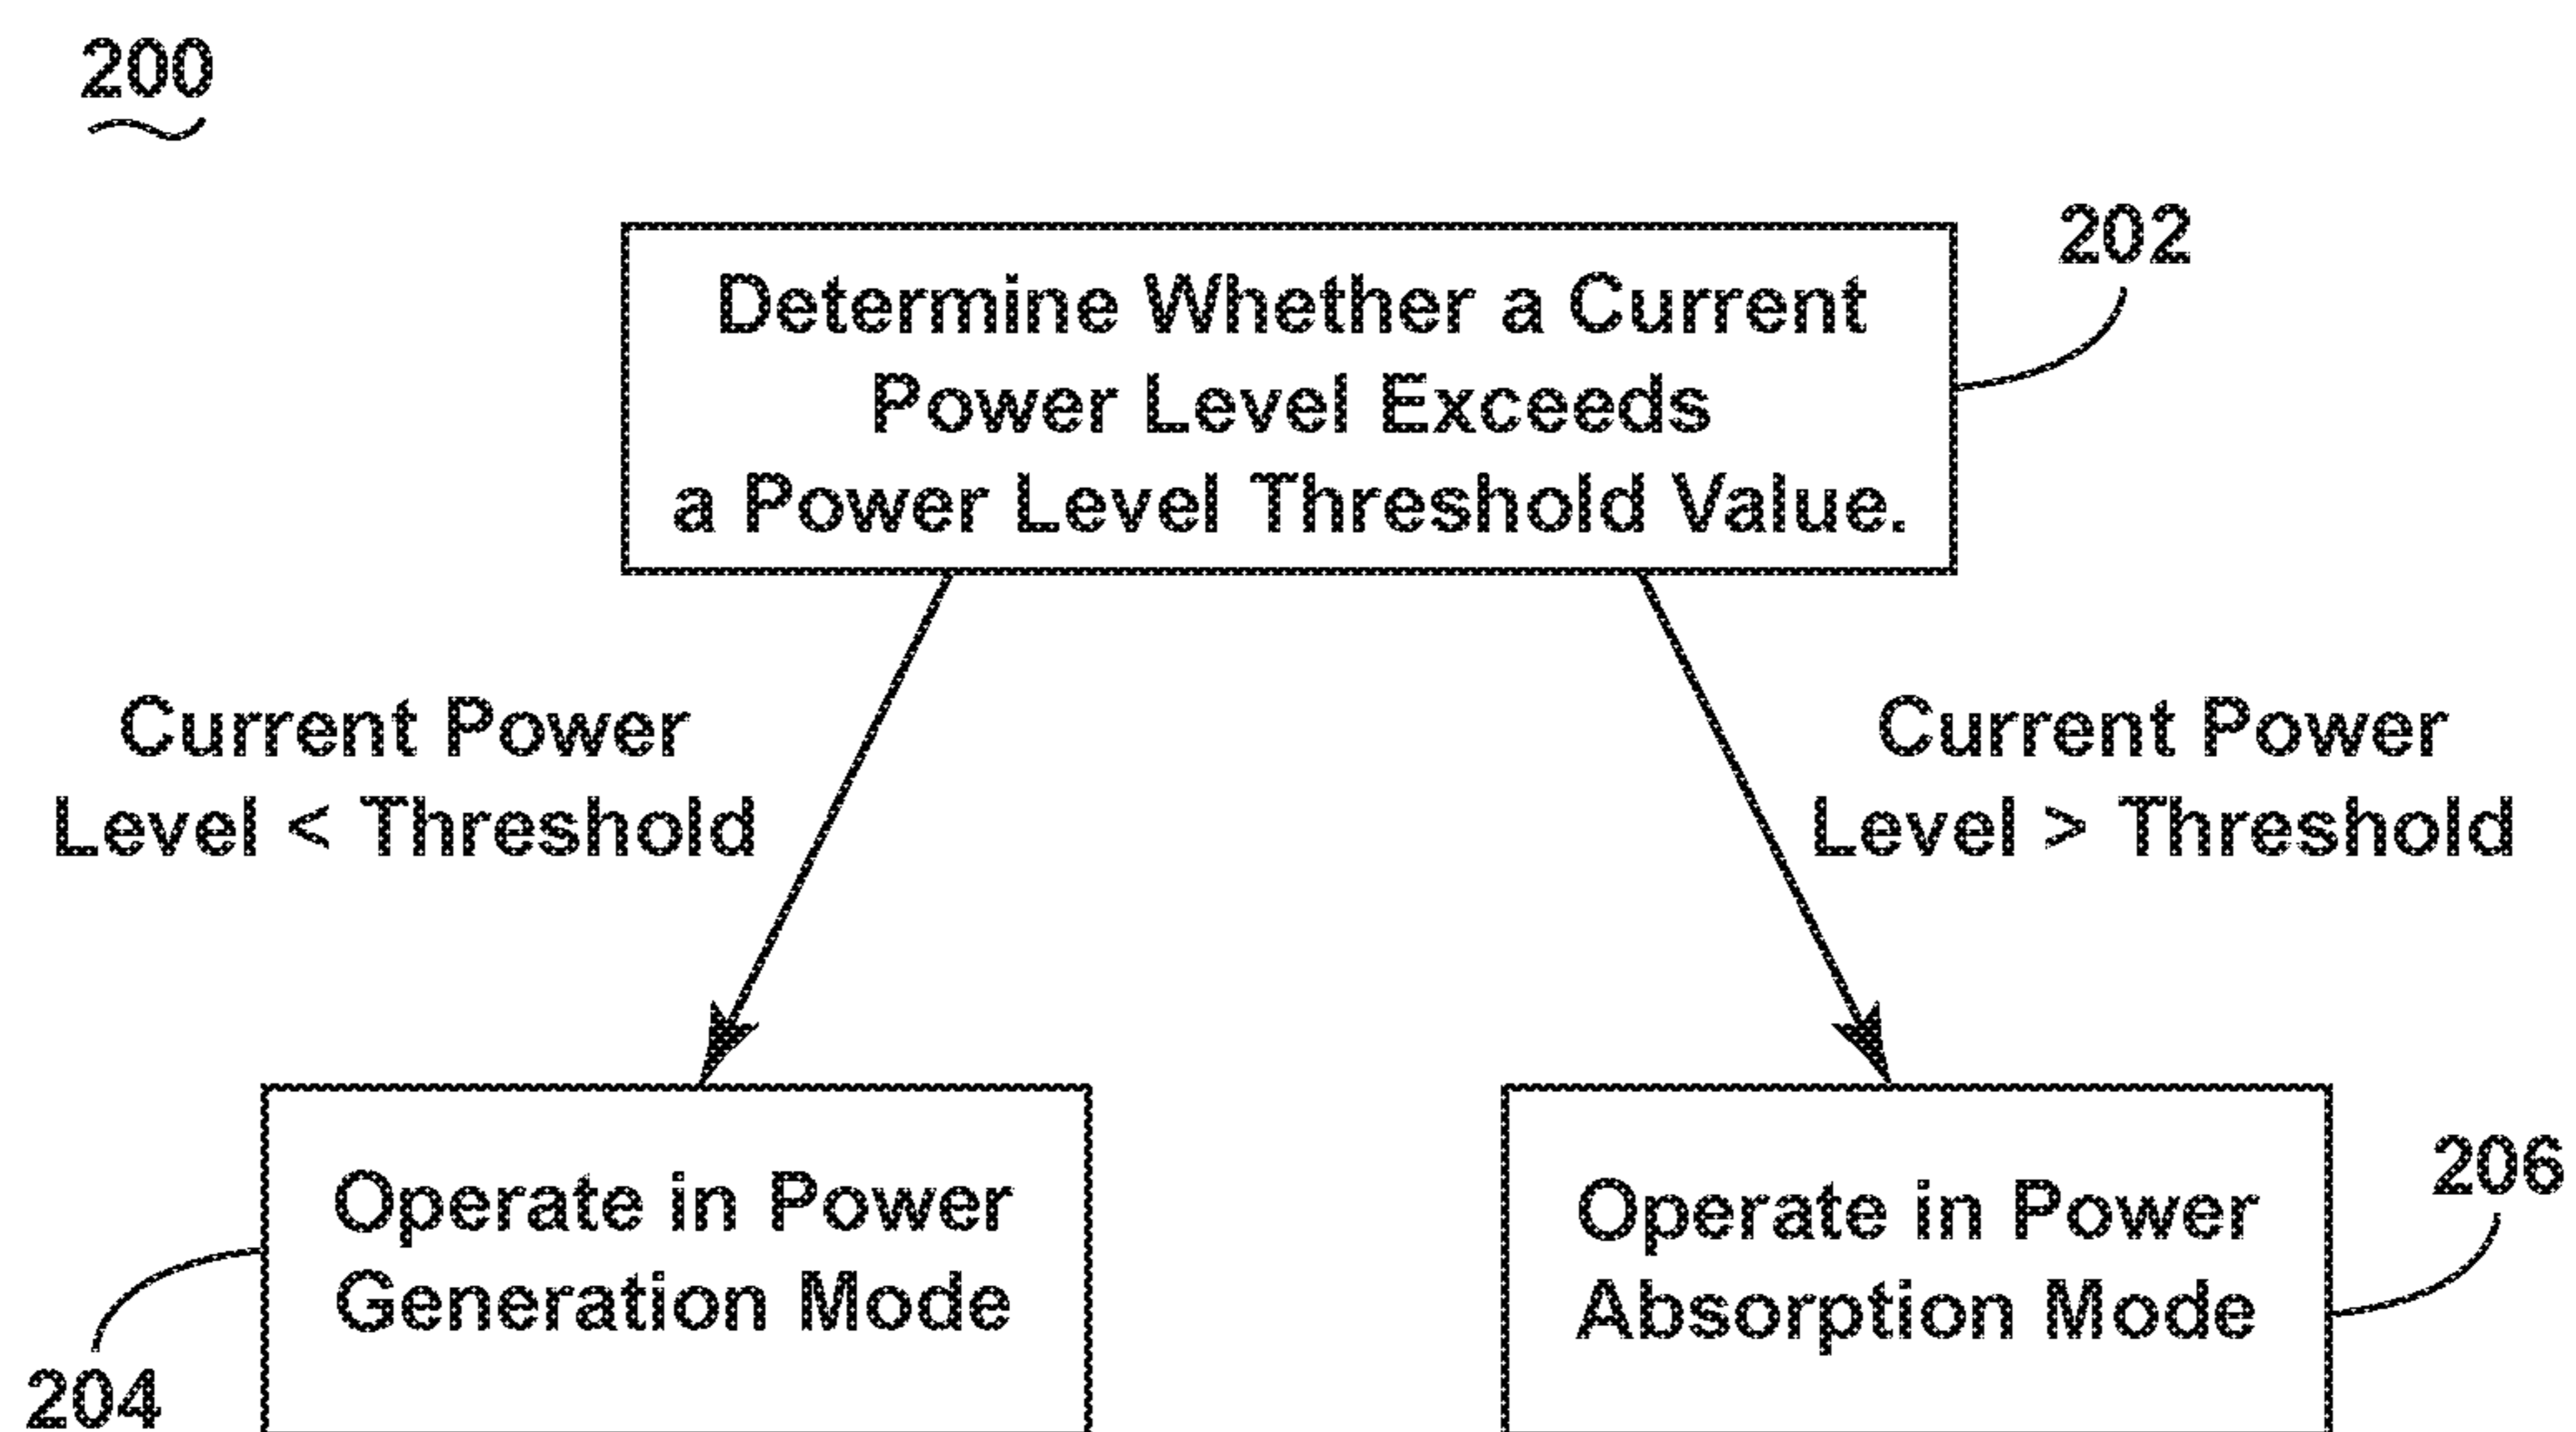 200
202
Determine Whether a Current
Power Level Exceeds
a Power Level Threshold Value.
Current Power
Level < Threshold
Current Power
Level > Threshold
Operate in Power
Generation Mode
204
Operate in Power
Absorption Mode
206